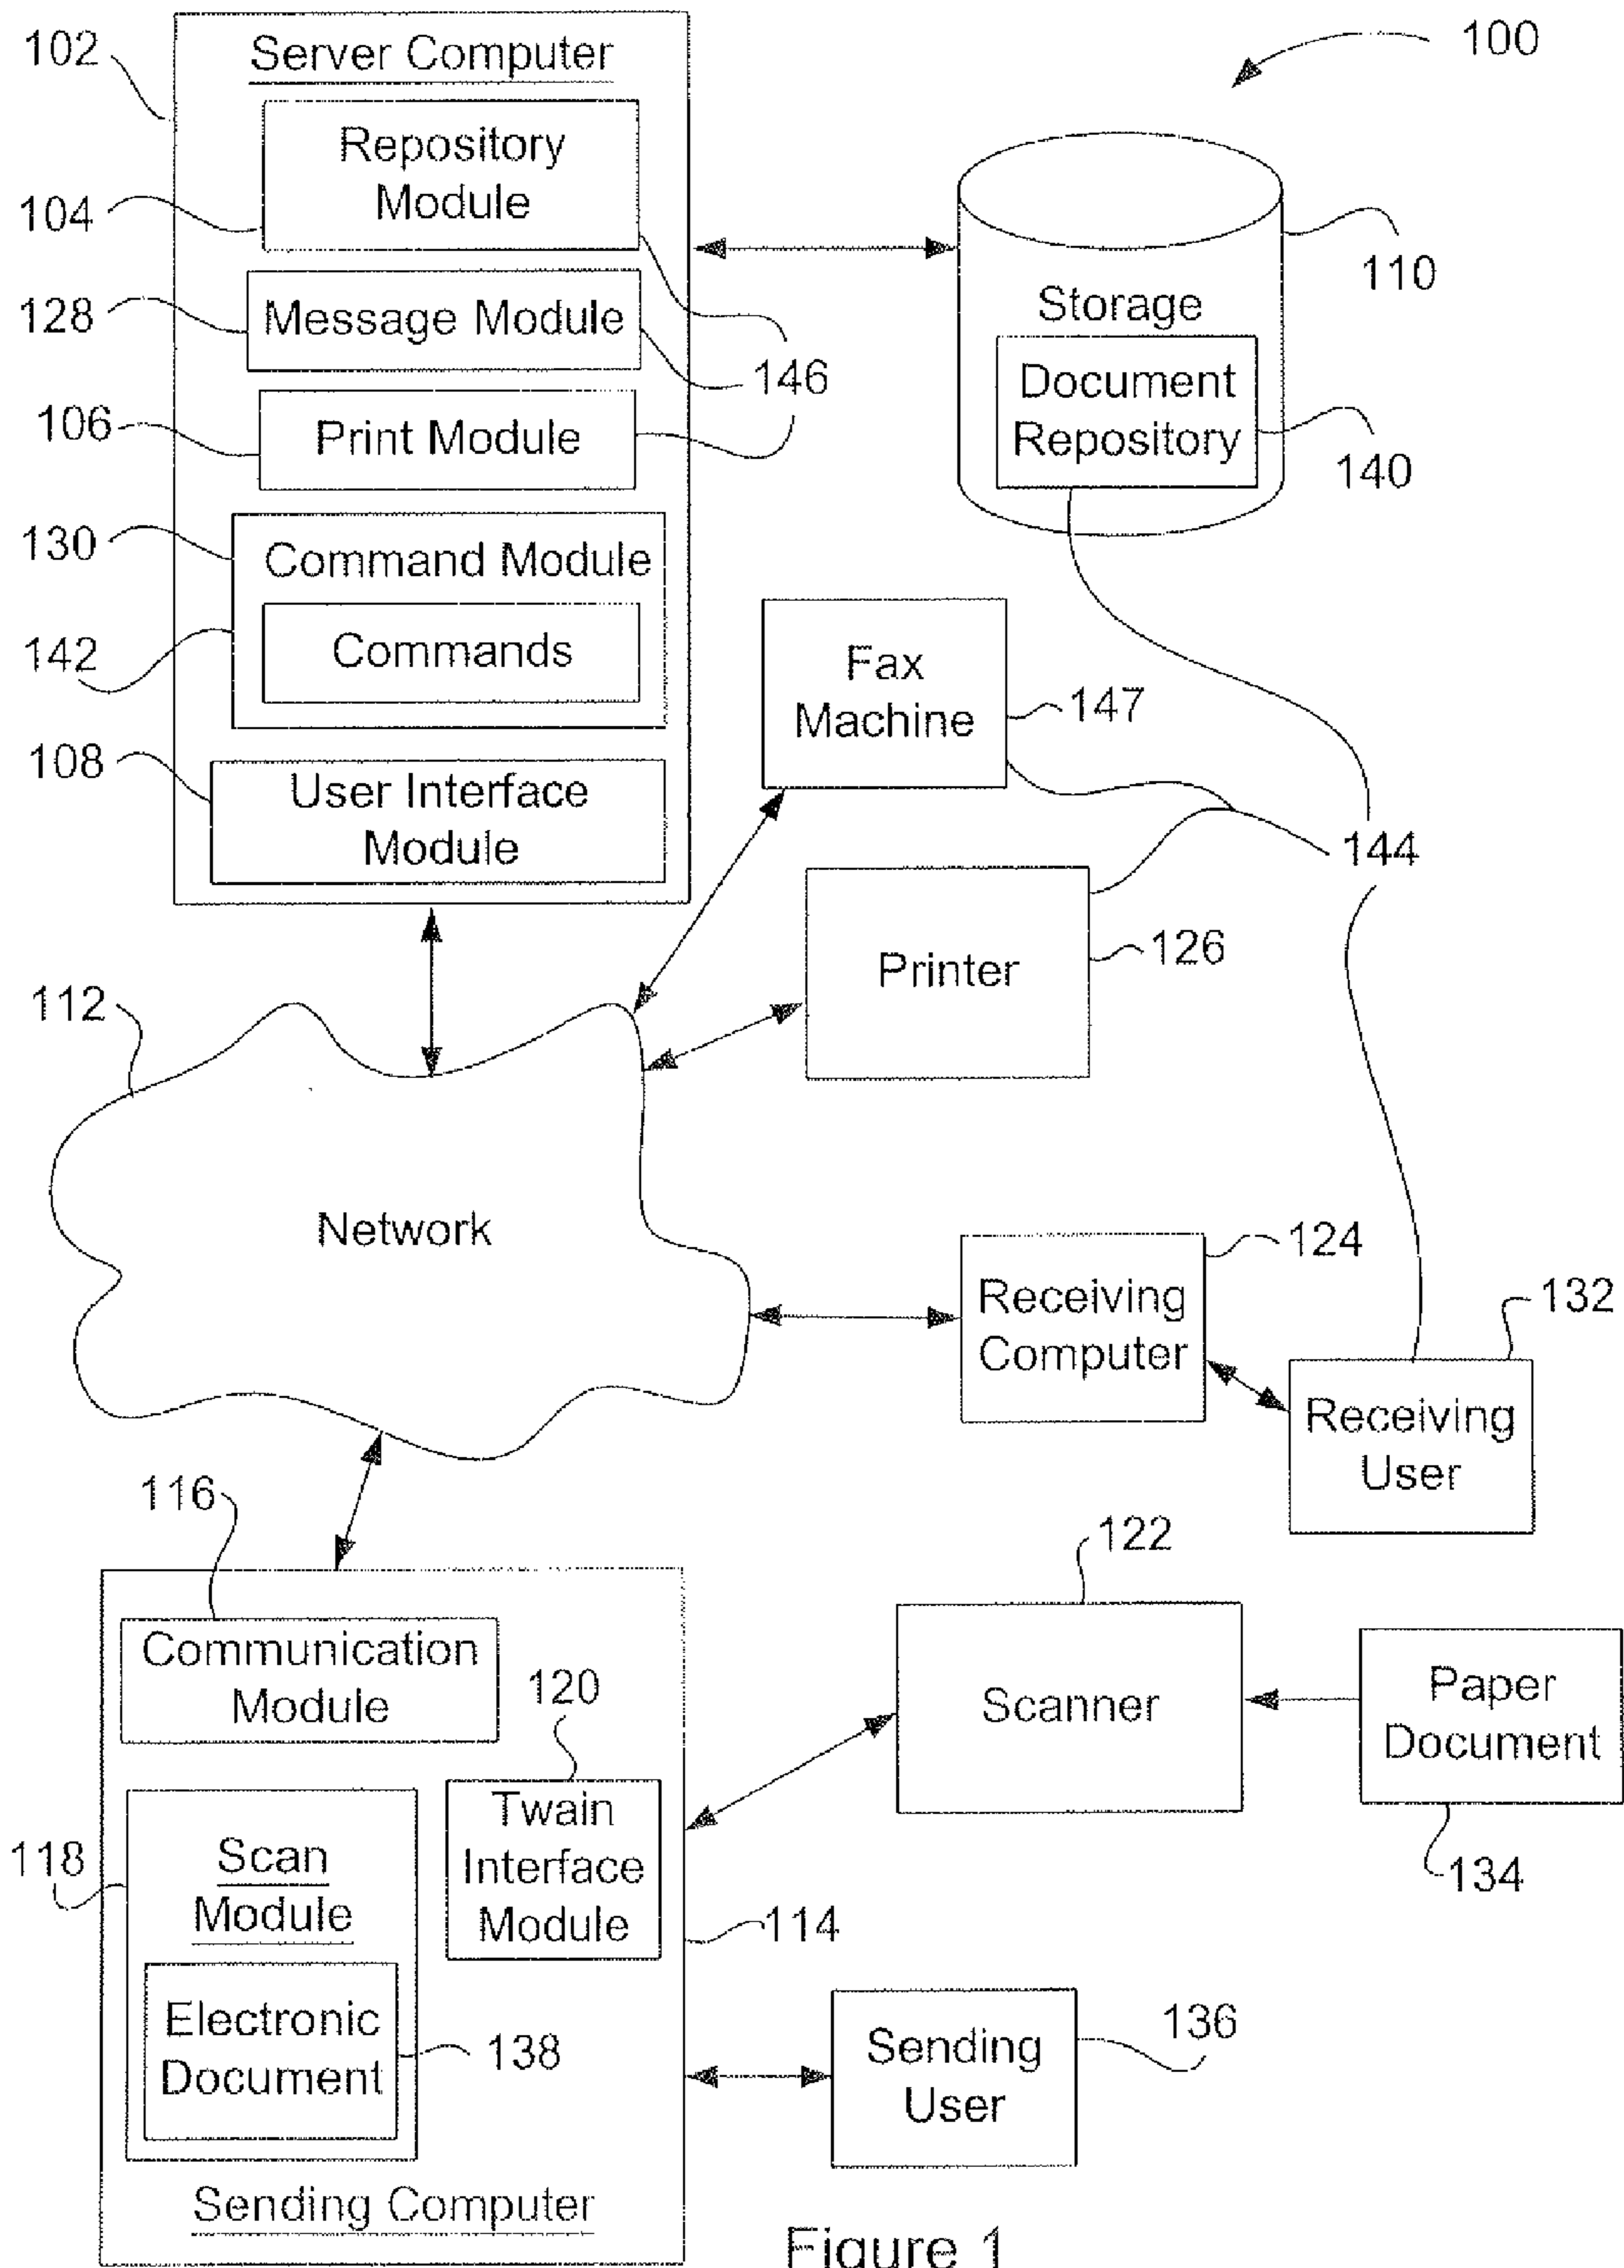 100
102
Server Computer
Repository
Module
104
128
Message Module
146
106
Print Module
130
Command Module
142
Commands
108
User Interface
Module
110
Storage
Document
Repository
140
Fax
Machine
147
144
Printer
126
112
Network
124
Receiving
Computer
132
Receiving
User
116
Communication
Module
120
Twain
Interface
Module
118
Scan
Module
Electronic
Document
138
114
Sending Computer
122
Scanner
Paper
Document
134
Sending
User
136
Figure 1